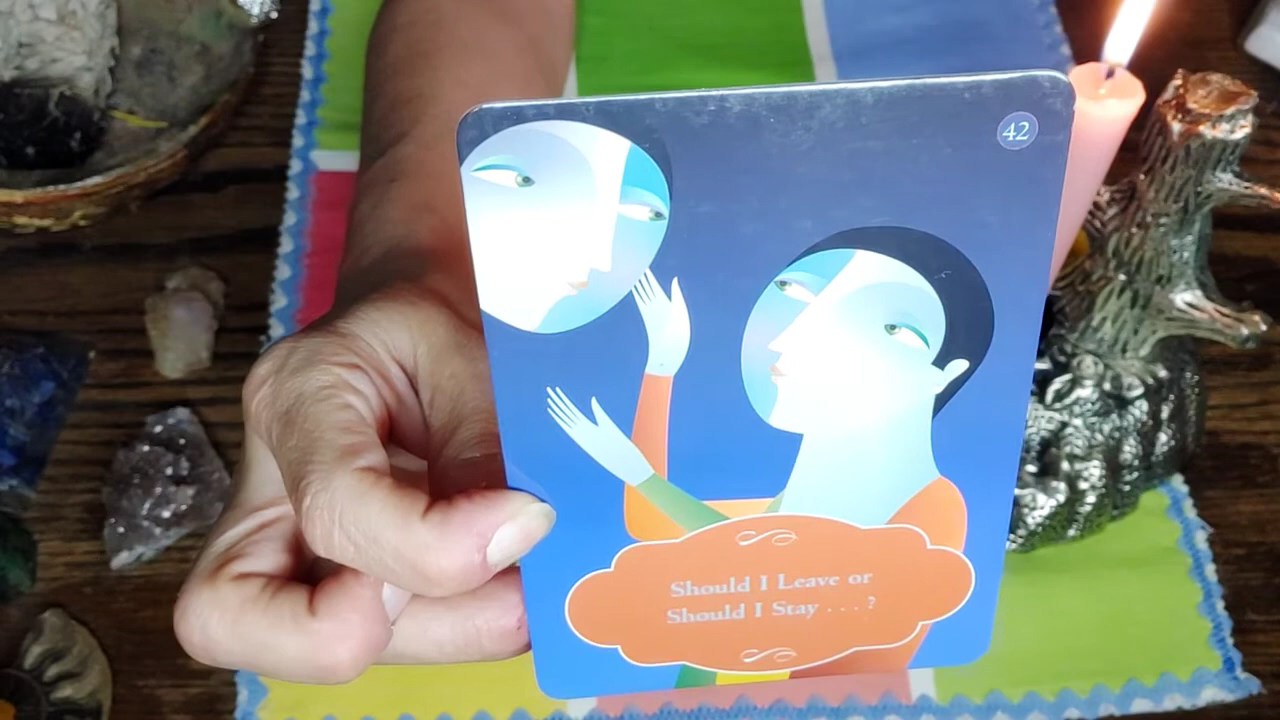 42
Should I Leave or
Should I Stay . . . ?